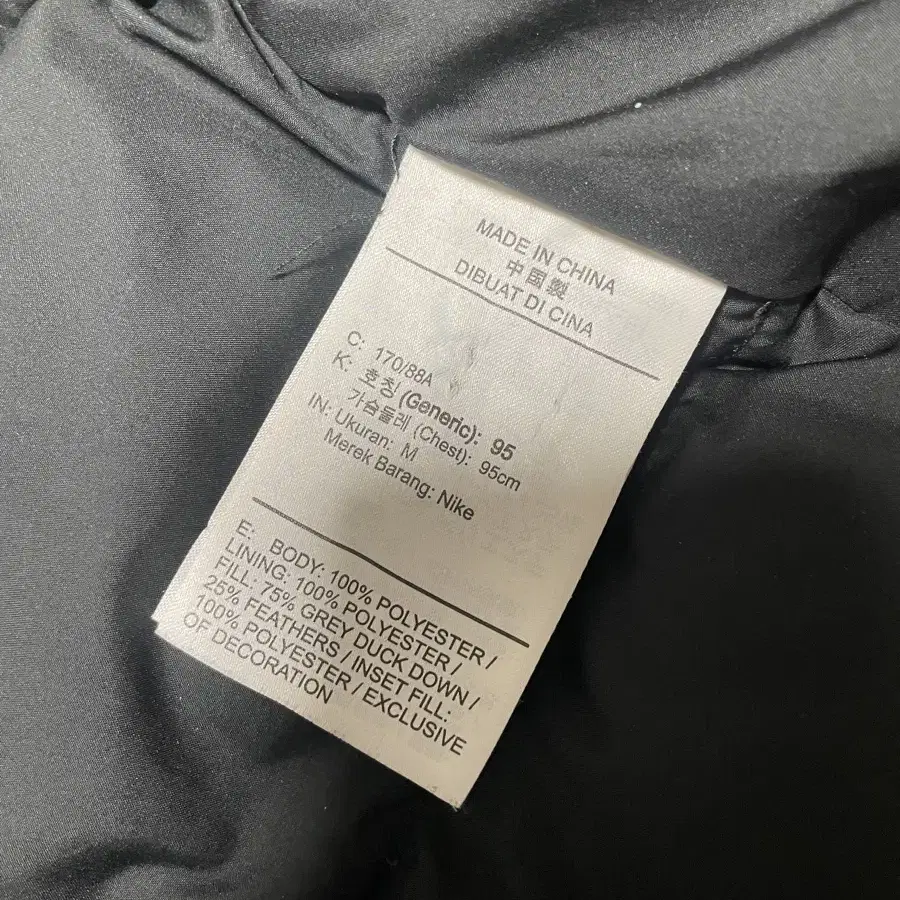 MADE IN CHINA
中国製
DIBUAT DI CINA
C: 170/88A
K: 호칭 (Generic): 95
가슴둘레 (Chest): 95cm
IN: Ukuran: M
Merek Barang: Nike
E: BODY: 100% POLYESTER /
LINING: 100% POLYESTER /
FILL: 75% GREY DUCK DOWN /
25% FEATHERS / INSET FILL:
100% POLYESTER / EXCLUSIVE
OF DECORATION